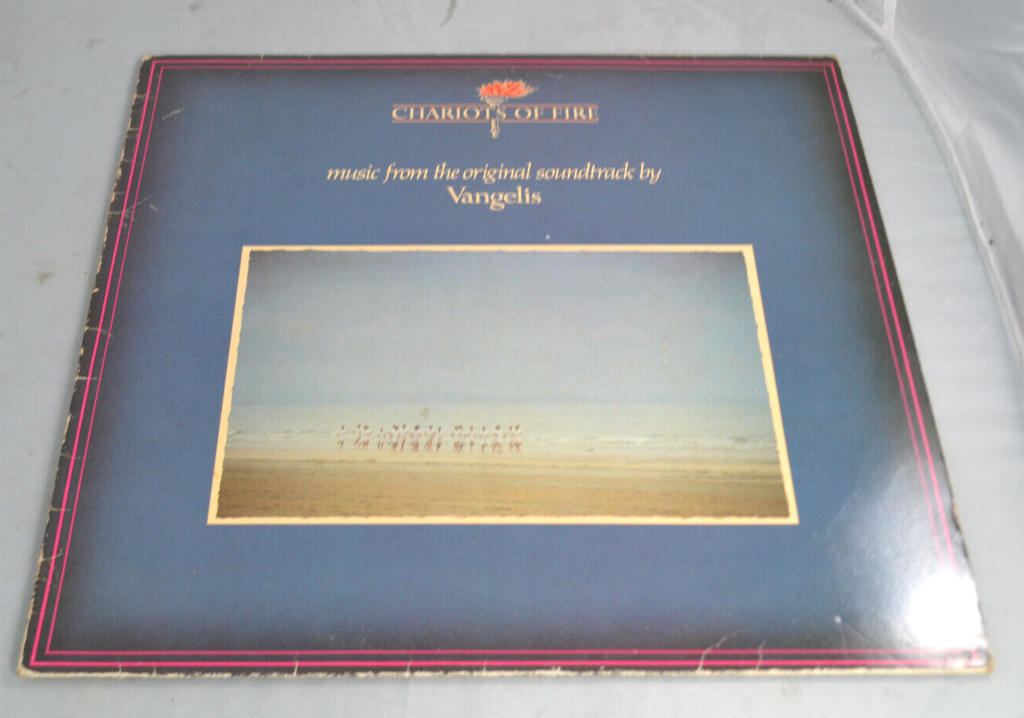 CHARIOTS OF FIRE
music from the original soundtrack by
Vangelis